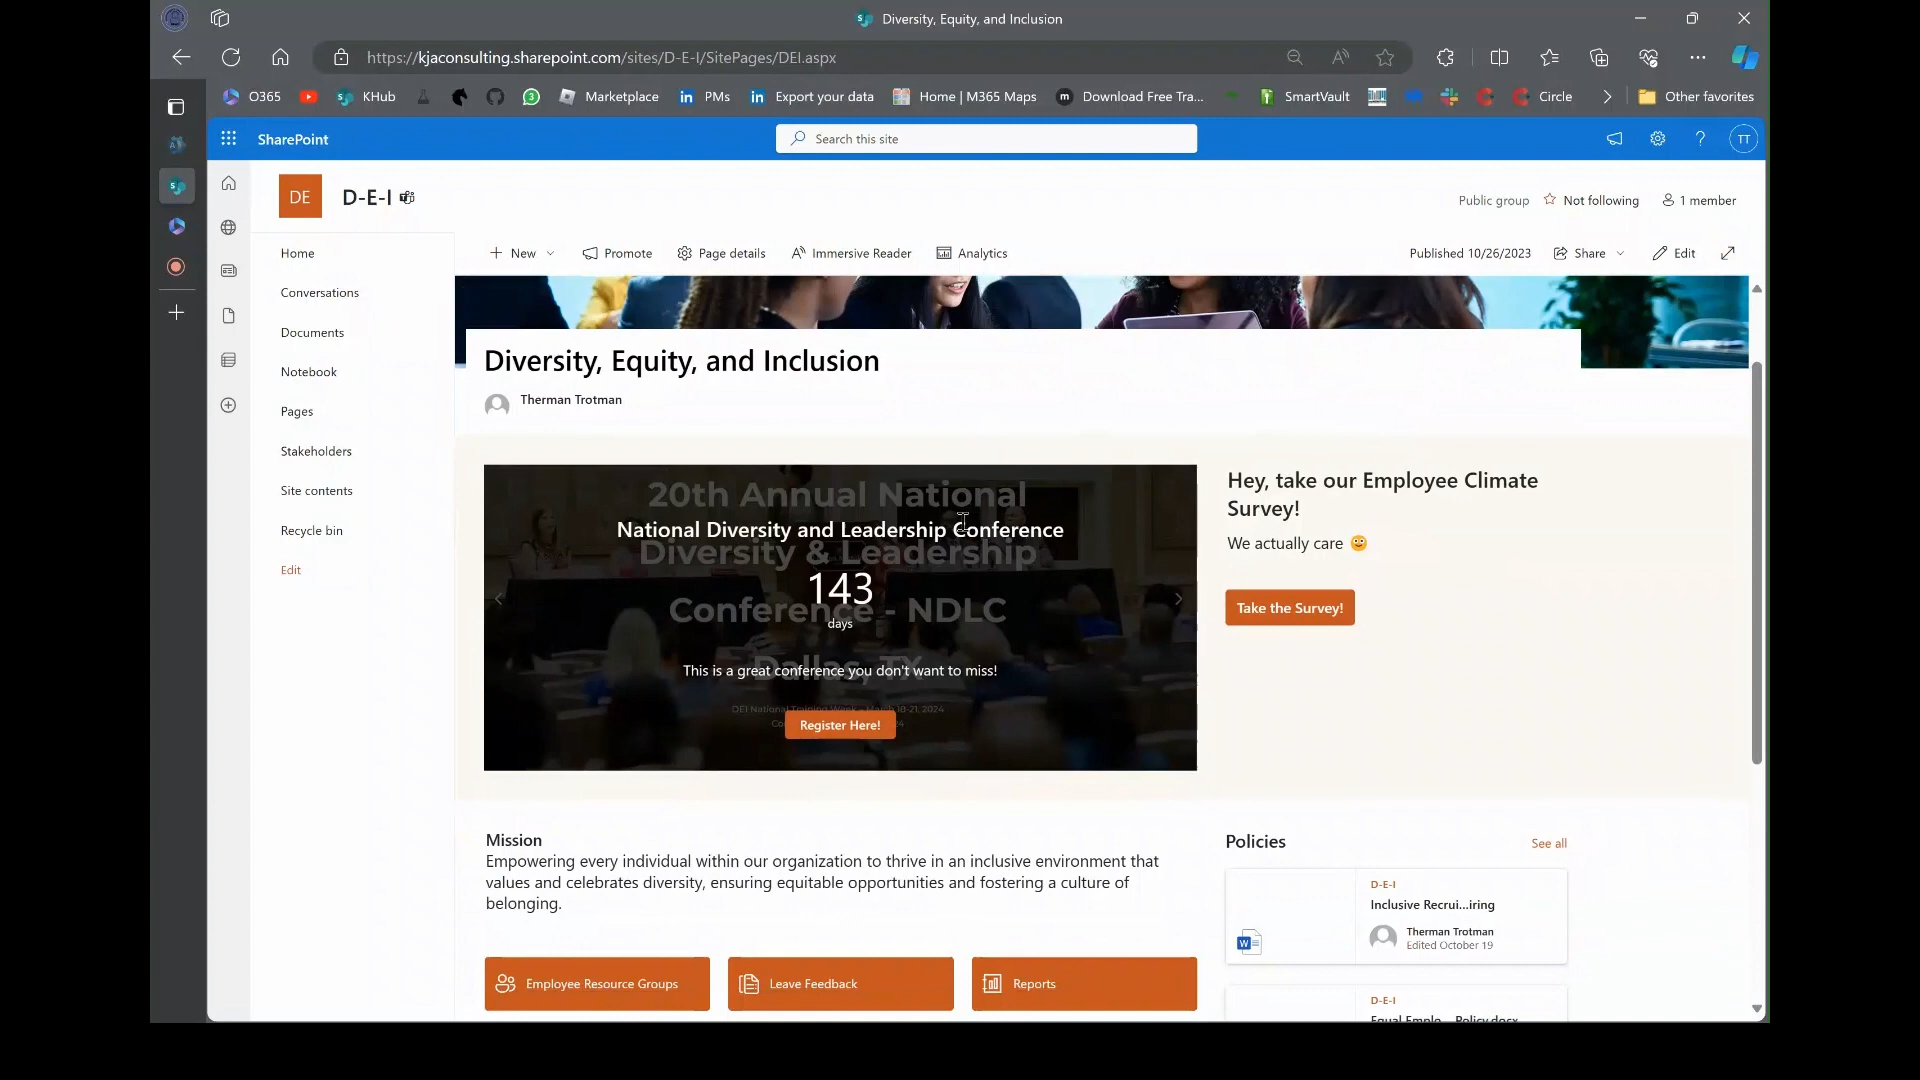 Diversity, Equity, and Inclusion
https://kjaconsulting.sharepoint.com/sites/D-E-I/SitePages/DEI.aspx
O365
KHub
3
Marketplace
PMs
Export your data
Home | M365 Maps
Download Free Tra...
SmartVault
Circle
Other favorites
SharePoint
Search this site
TT
DE
D-E-I
Public group
Not following
1 member
Home
Conversations
Documents
Notebook
Pages
Stakeholders
Site contents
Recycle bin
Edit
New
Promote
Page details
Immersive Reader
Analytics
Published 10/26/2023
Share
Edit
Diversity, Equity, and Inclusion
Therman Trotman
20th Annual National
National Diversity and Leadership Conference
Diversity & Leadership
143
Conference - NDLC
days
Dallas, TX
This is a great conference you don't want to miss!
DEI National Training Week - March 18-21, 2024
Register Here!
Hey, take our Employee Climate
Survey!
We actually care 🙂
Take the Survey!
Mission
Empowering every individual within our organization to thrive in an inclusive environment that
values and celebrates diversity, ensuring equitable opportunities and fostering a culture of
belonging.
Employee Resource Groups
Leave Feedback
Reports
Policies
See all
D-E-I
Inclusive Recrui...iring
Therman Trotman
Edited October 19
D-E-I
Equal Emplo... Policy.docx